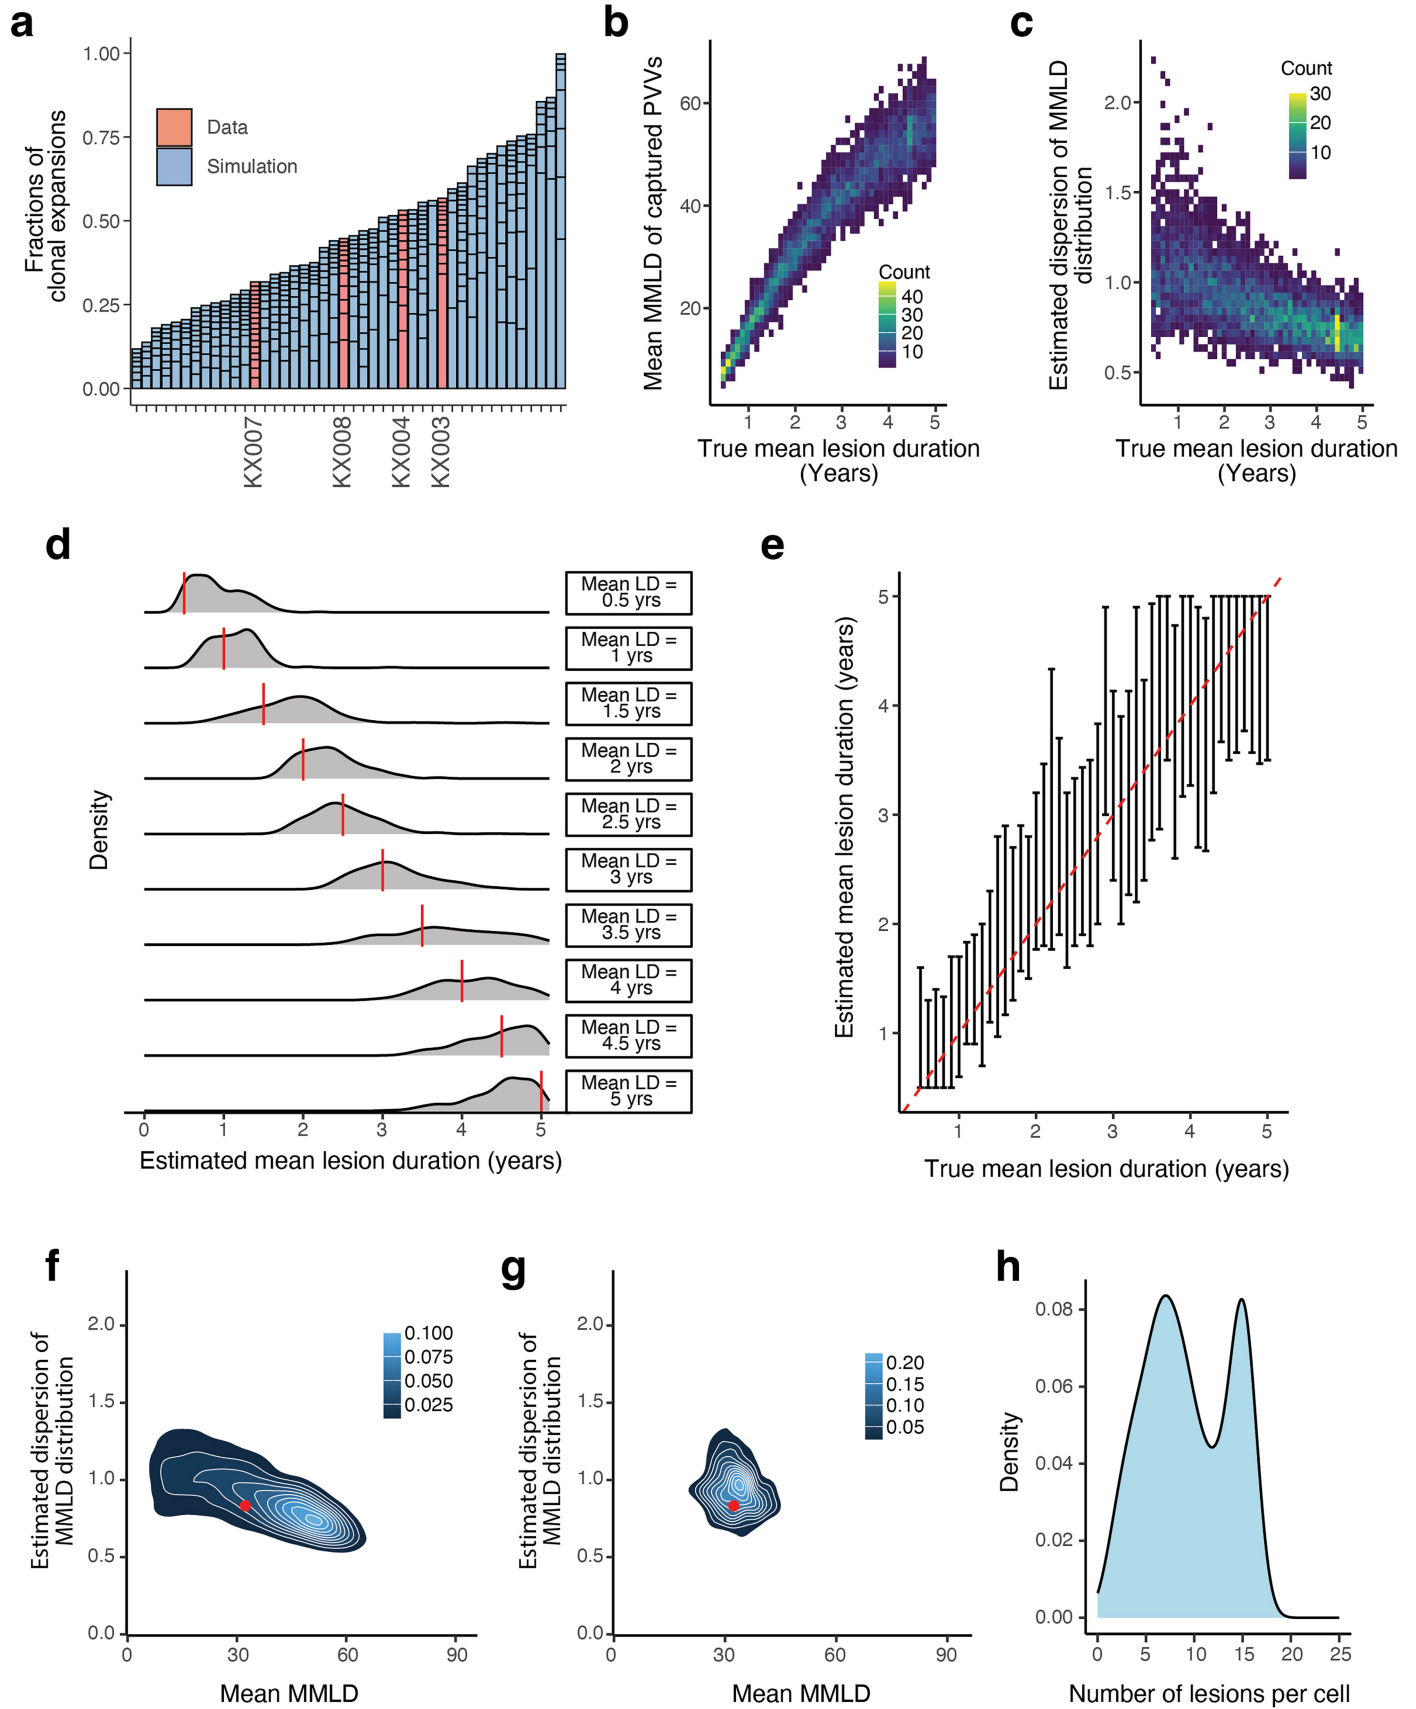 a
Fractions of
clonal expansions
1.00
0.75
0.50
0.25
0.00
Data
Simulation
KX007
KX008
KX004
KX003
b
Mean MMLD of captured PVVs
60
40
20
Count
40
30
20
10
1 2 3 4 5
True mean lesion duration
(Years)
c
Estimated dispersion of MMLD
distribution
2.0
1.5
1.0
0.5
Count
30
20
10
1 2 3 4 5
True mean lesion duration
(Years)
d
Density
Mean LD =
0.5 yrs
Mean LD =
1 yrs
Mean LD =
1.5 yrs
Mean LD =
2 yrs
Mean LD =
2.5 yrs
Mean LD =
3 yrs
Mean LD =
3.5 yrs
Mean LD =
4 yrs
Mean LD =
4.5 yrs
Mean LD =
5 yrs
0 1 2 3 4 5
Estimated mean lesion duration (years)
e
Estimated mean lesion duration (years)
5
4
3
2
1
1 2 3 4 5
True mean lesion duration (years)
f
Estimated dispersion of
MMLD distribution
2.0
1.5
1.0
0.5
0.0
0.100
0.075
0.050
0.025
0 30 60 90
Mean MMLD
g
Estimated dispersion of
MMLD distribution
2.0
1.5
1.0
0.5
0.0
0.20
0.15
0.10
0.05
0 30 60 90
Mean MMLD
h
Density
0.08
0.06
0.04
0.02
0.00
0 5 10 15 20 25
Number of lesions per cell